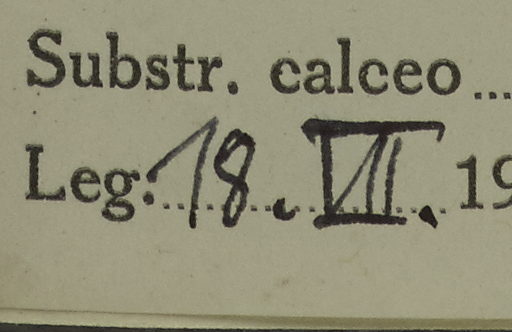 Substr. calceo ...
Leg. 18. VII. 19